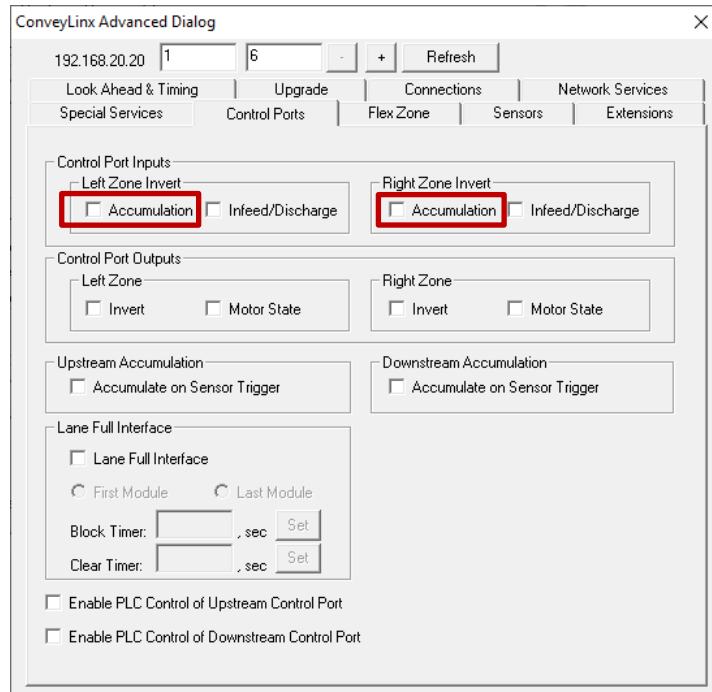 ConveyLinx Advanced Dialog
192.168.20.20 1 6 - + Refresh
Look Ahead & Timing Upgrade Connections Network Services
Special Services Control Ports Flex Zone Sensors Extensions
Control Port Inputs
Left Zone Invert Right Zone Invert
Accumulation Infeed/Discharge Accumulation Infeed/Discharge
Control Port Outputs
Left Zone Right Zone
Invert Motor State Invert Motor State
Upstream Accumulation Downstream Accumulation
Accumulate on Sensor Trigger Accumulate on Sensor Trigger
Lane Full Interface
Lane Full Interface
First Module Last Module
Block Timer: , sec Set
Clear Timer: , sec Set
Enable PLC Control of Upstream Control Port
Enable PLC Control of Downstream Control Port